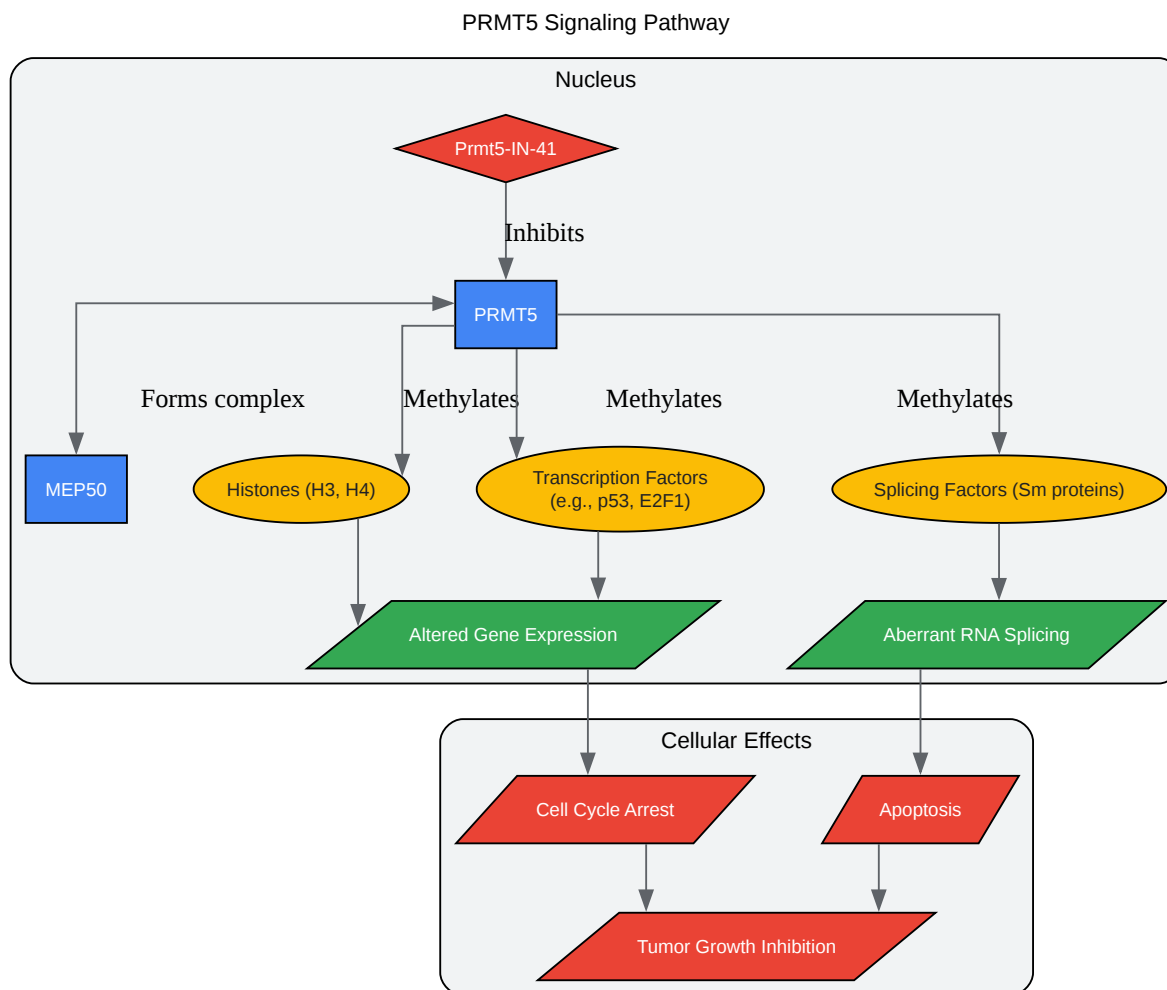 PRMT5 Signaling Pathway
Nucleus
Prmt5-IN-41
Inhibits
PRMT5
Forms complex
Methylates
Methylates
Methylates
MEP50
Histones (H3, H4)
Transcription Factors
(e.g., p53, E2F1)
Splicing Factors (Sm proteins)
Altered Gene Expression
Aberrant RNA Splicing
Cellular Effects
Cell Cycle Arrest
Apoptosis
Tumor Growth Inhibition